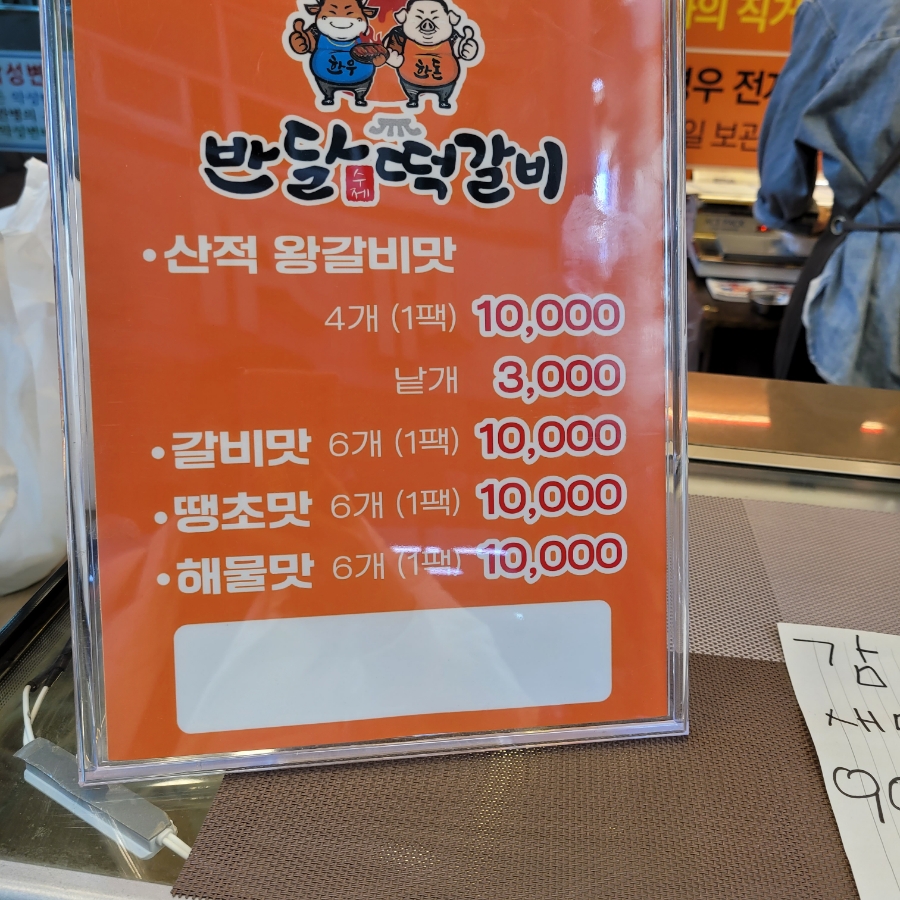 한우
한돈
반달
수제
떡갈비
•산적 왕갈비맛
4개 (1팩) 10,000
낱개 3,000
•갈비맛 6개 (1팩) 10,000
•땡초맛 6개 (1팩) 10,000
•해물맛 6개 (1팩) 10,000